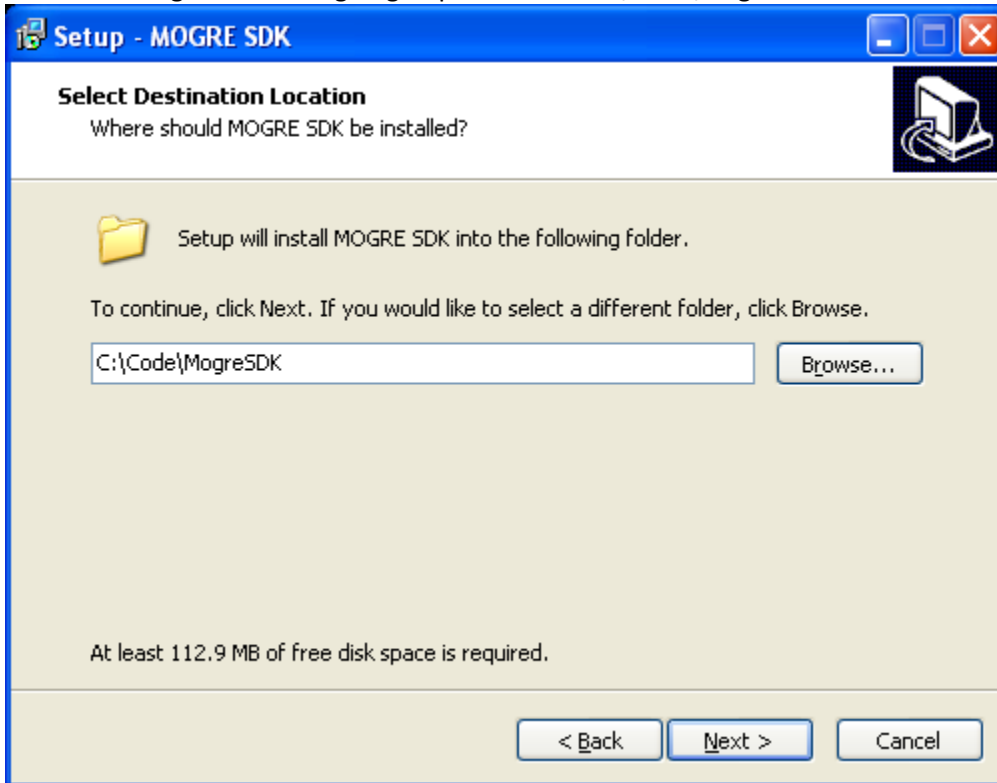 Setup - MOGRE SDK
Select Destination Location
Where should MOGRE SDK be installed?
Setup will install MOGRE SDK into the following folder.
To continue, click Next. If you would like to select a different folder, click Browse.
C:\Code\MogreSDK
Browse...
At least 112.9 MB of free disk space is required.
< Back
Next >
Cancel